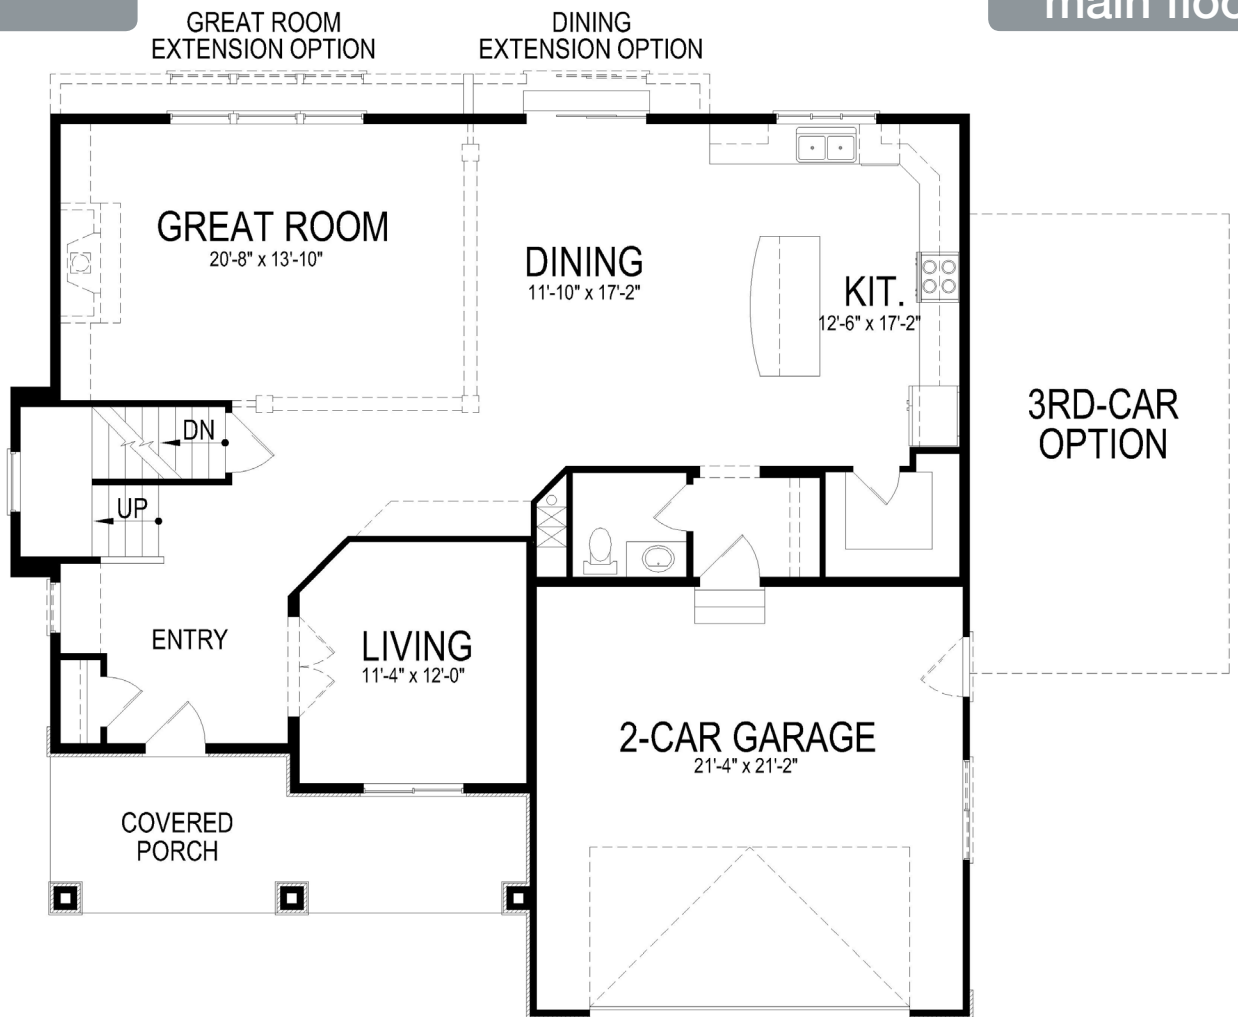 main floo
GREAT ROOM
EXTENSION OPTION
DINING
EXTENSION OPTION
GREAT ROOM
20'-8" x 13'-10"
DINING
11'-10" x 17'-2"
KIT.
12'-6" x 17'-2"
3RD-CAR
OPTION
DN
UP
ENTRY
LIVING
11'-4" x 12'-0"
2-CAR GARAGE
21'-4" x 21'-2"
COVERED
PORCH